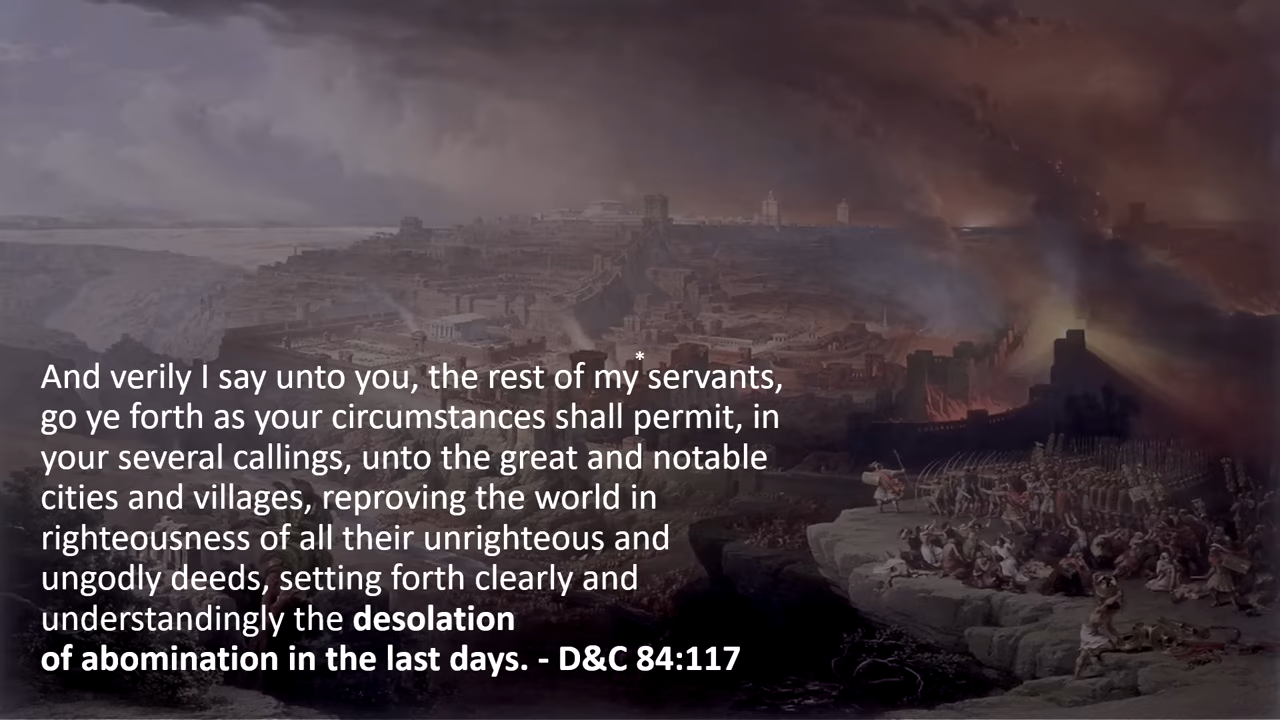 And verily I say unto you, the rest of my* servants,
go ye forth as your circumstances shall permit, in
your several callings, unto the great and notable
cities and villages, reproving the world in
righteousness of all their unrighteous and
ungodly deeds, setting forth clearly and
understandingly the desolation
of abomination in the last days. - D&C 84:117